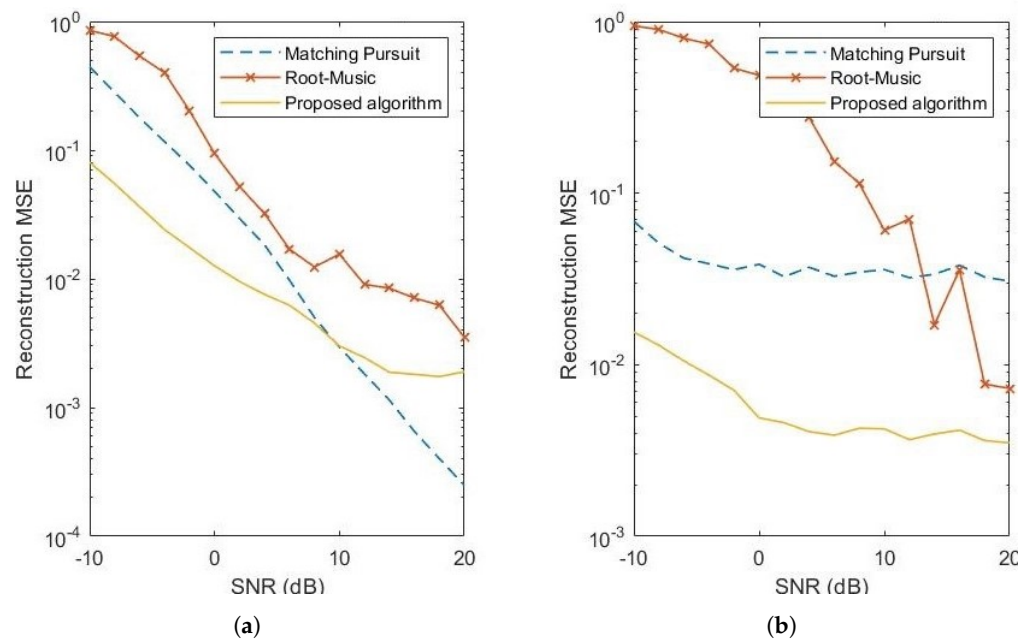 10^0
10^-1
10^-2
10^-3
10^-4
Reconstruction MSE
Matching Pursuit
Root-Music
Proposed algorithm
-10 0 10 20
SNR (dB)
(a)
10^0
10^-1
10^-2
10^-3
Reconstruction MSE
Matching Pursuit
Root-Music
Proposed algorithm
-10 0 10 20
SNR (dB)
(b)